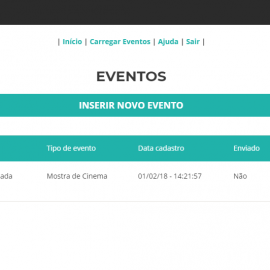 | Início | Carregar Eventos | Ajuda | Sair |
EVENTOS
INSERIR NOVO EVENTO
Tipo de evento Data cadastro Enviado
Mostra de Cinema 01/02/18 - 14:21:57 Não